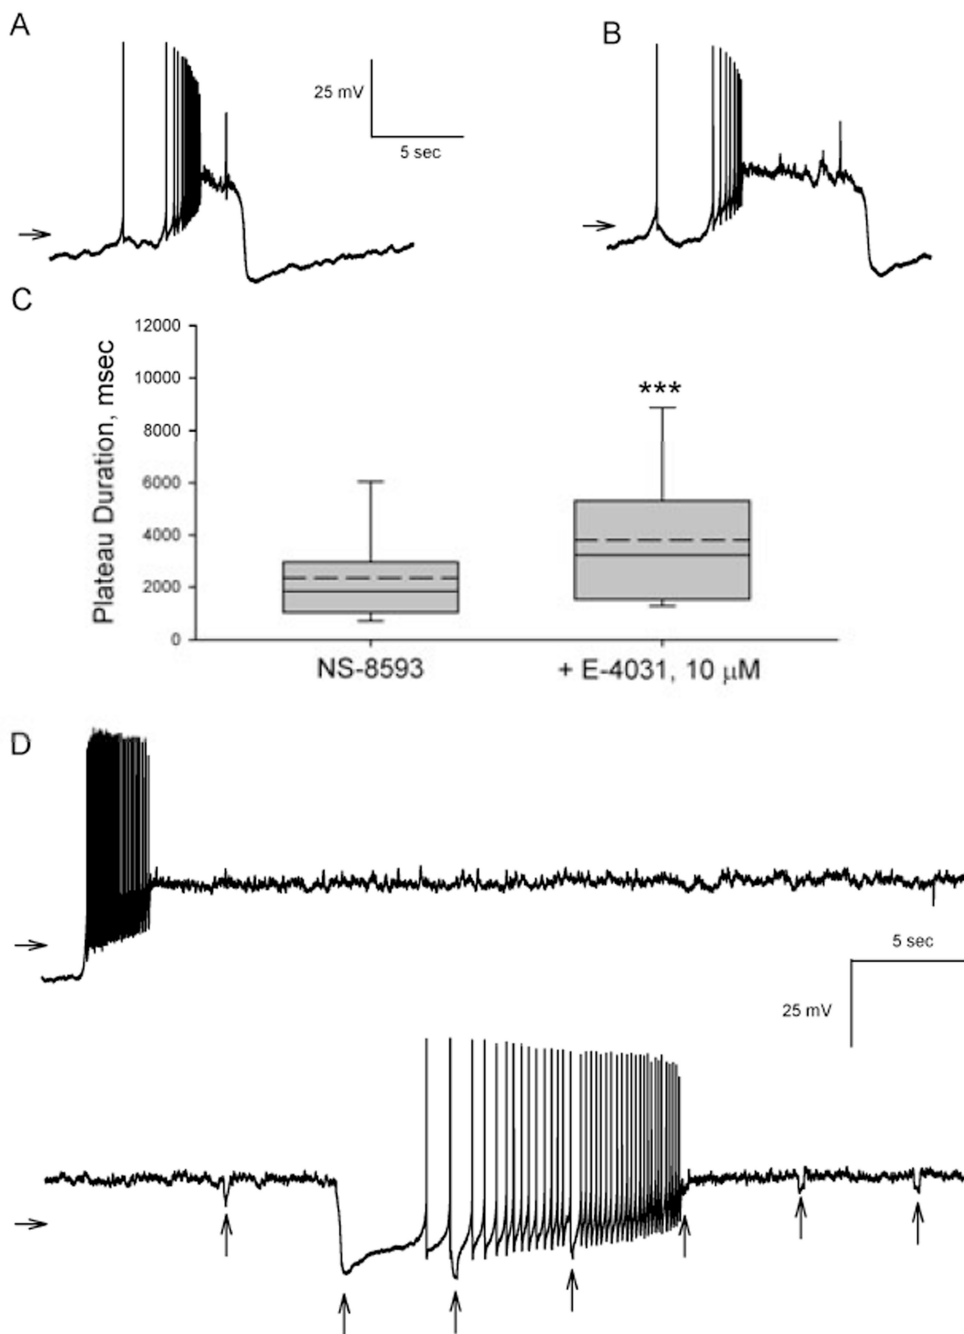 A
B
25 mV
5 sec
C
12000
10000
8000
6000
4000
2000
0
Plateau Duration, msec
***
NS-8593
+ E-4031, 10 µM
D
5 sec
25 mV